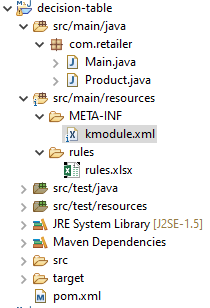 decision-table
src/main/java
com.retailer
Main.java
Product.java
src/main/resources
META-INF
kmodule.xml
rules
rules.xlsx
src/test/java
src/test/resources
JRE System Library [J2SE-1.5]
Maven Dependencies
src
target
pom.xml